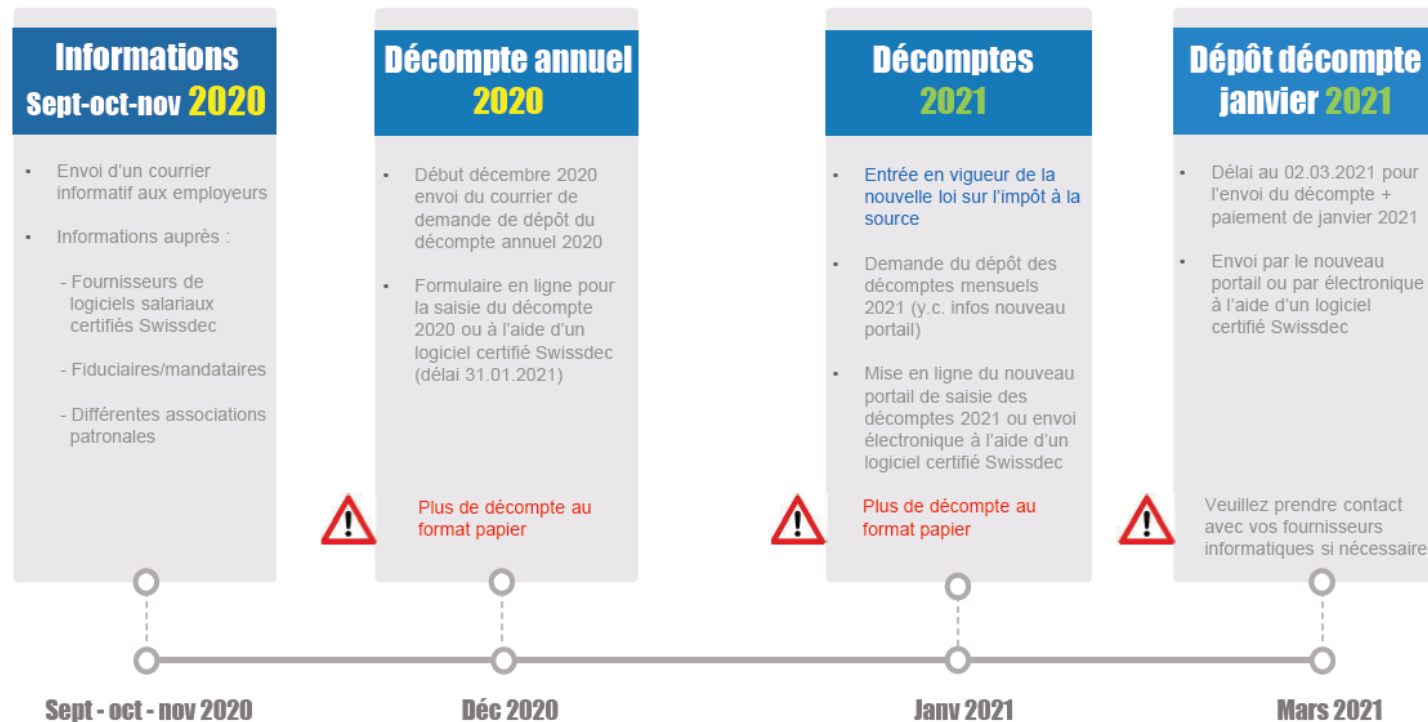 Informations
Sept-oct-nov 2020
• Envoi d'un courrier
informatif aux employeurs
• Informations auprès :
- Fournisseurs de
logiciels salariaux
certifiés Swissdec
- Fiduciaires/mandataires
- Différentes associations
patronales
Décompte annuel
2020
• Début décembre 2020
envoi du courrier de
demande de dépôt du
décompte annuel 2020
• Formulaire en ligne pour
la saisie du décompte
2020 ou à l'aide d'un
logiciel certifié Swissdec
(délai 31.01.2021)
Plus de décompte au
format papier
Décomptes
2021
• Entrée en vigueur de la
nouvelle loi sur l'impôt à la
source
• Demande du dépôt des
décomptes mensuels
2021 (y.c. infos nouveau
portail)
• Mise en ligne du nouveau
portail de saisie des
décomptes 2021 ou envoi
électronique à l'aide d'un
logiciel certifié Swissdec
Plus de décompte au
format papier
Dépôt décompte
janvier 2021
• Délai au 02.03.2021 pour
l'envoi du décompte +
paiement de janvier 2021
• Envoi par le nouveau
portail ou par électronique
à l'aide d'un logiciel
certifié Swissdec
Veuillez prendre contact
avec vos fournisseurs
informatiques si nécessaire
Sept - oct - nov 2020
Déc 2020
Janv 2021
Mars 2021